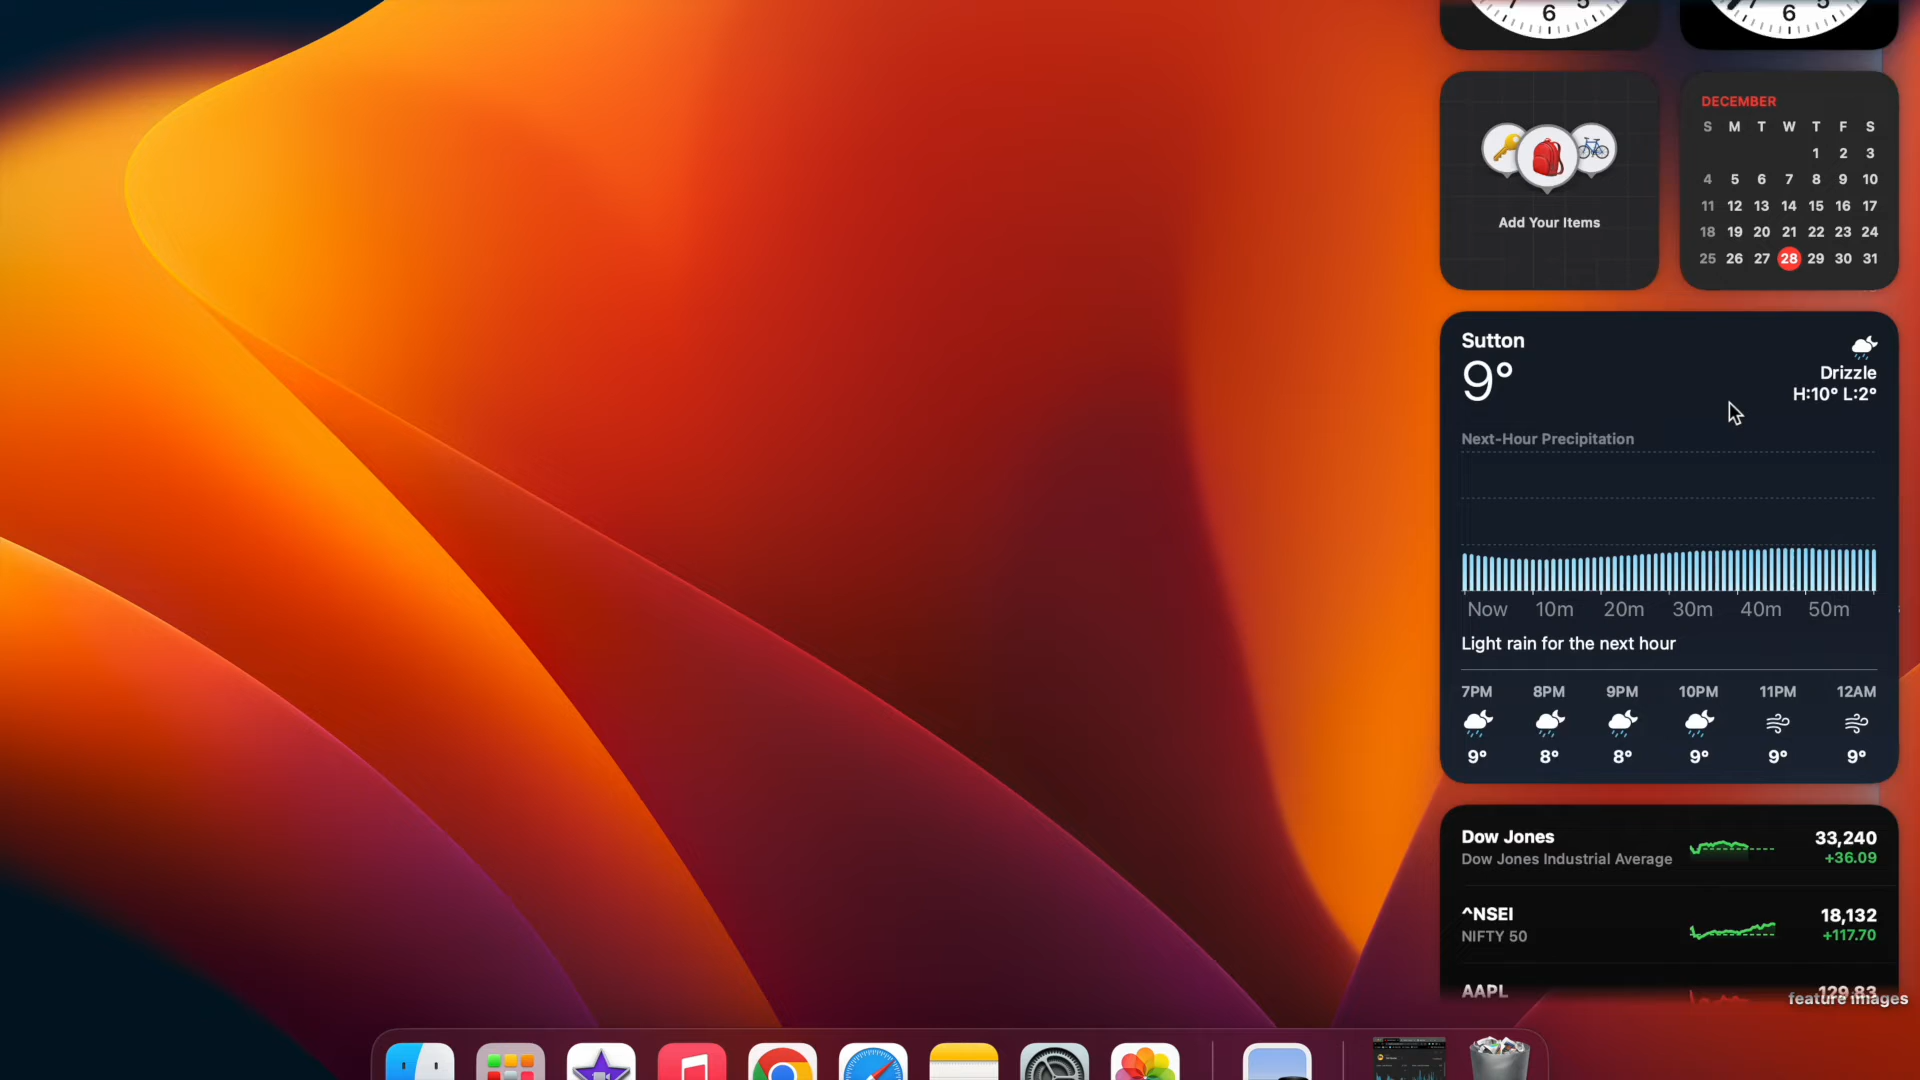 6
6
Add Your Items
DECEMBER
S M T W T F S
1 2 3
4 5 6 7 8 9 10
11 12 13 14 15 16 17
18 19 20 21 22 23 24
25 26 27 28 29 30 31
Sutton
9°
Drizzle
H:10° L:2°
Next-Hour Precipitation
Now 10m 20m 30m 40m 50m
Light rain for the next hour
7PM 8PM 9PM 10PM 11PM 12AM
9° 8° 8° 9° 9° 9°
Dow Jones 33,240
Dow Jones Industrial Average +36.09
^NSEI 18,132
NIFTY 50 +117.70
AAPL 129.83
feature images